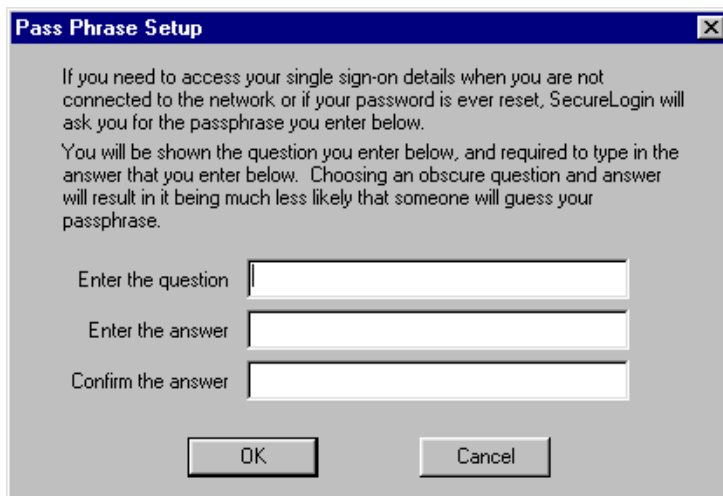 Pass Phrase Setup
If you need to access your single sign-on details when you are not
connected to the network or if your password is ever reset, SecureLogin will
ask you for the passphrase you enter below.
You will be shown the question you enter below, and required to type in the
answer that you enter below.  Choosing an obscure question and answer
will result in it being much less likely that someone will guess your
passphrase.
Enter the question
Enter the answer
Confirm the answer
OK
Cancel